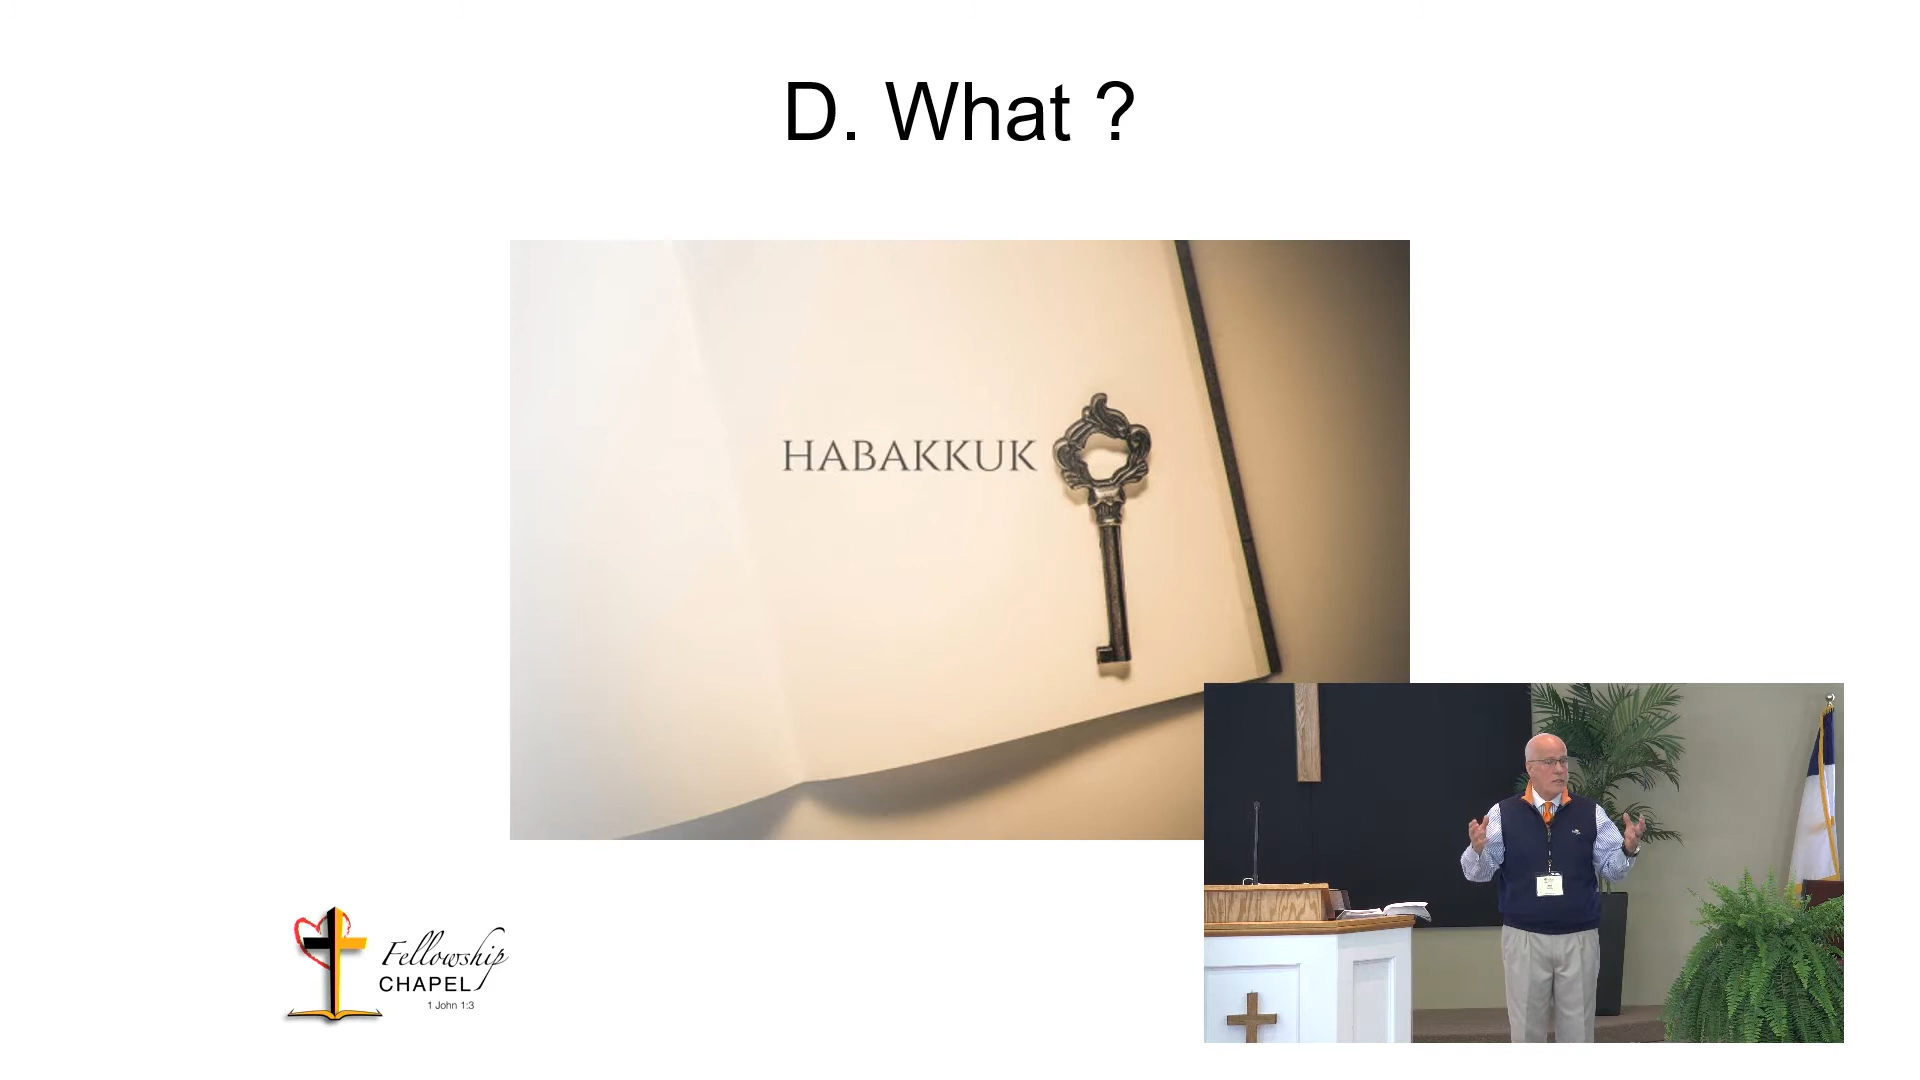 D. What ?
HABAKKUK
Fellowship
CHAPEL
1 John 1:3